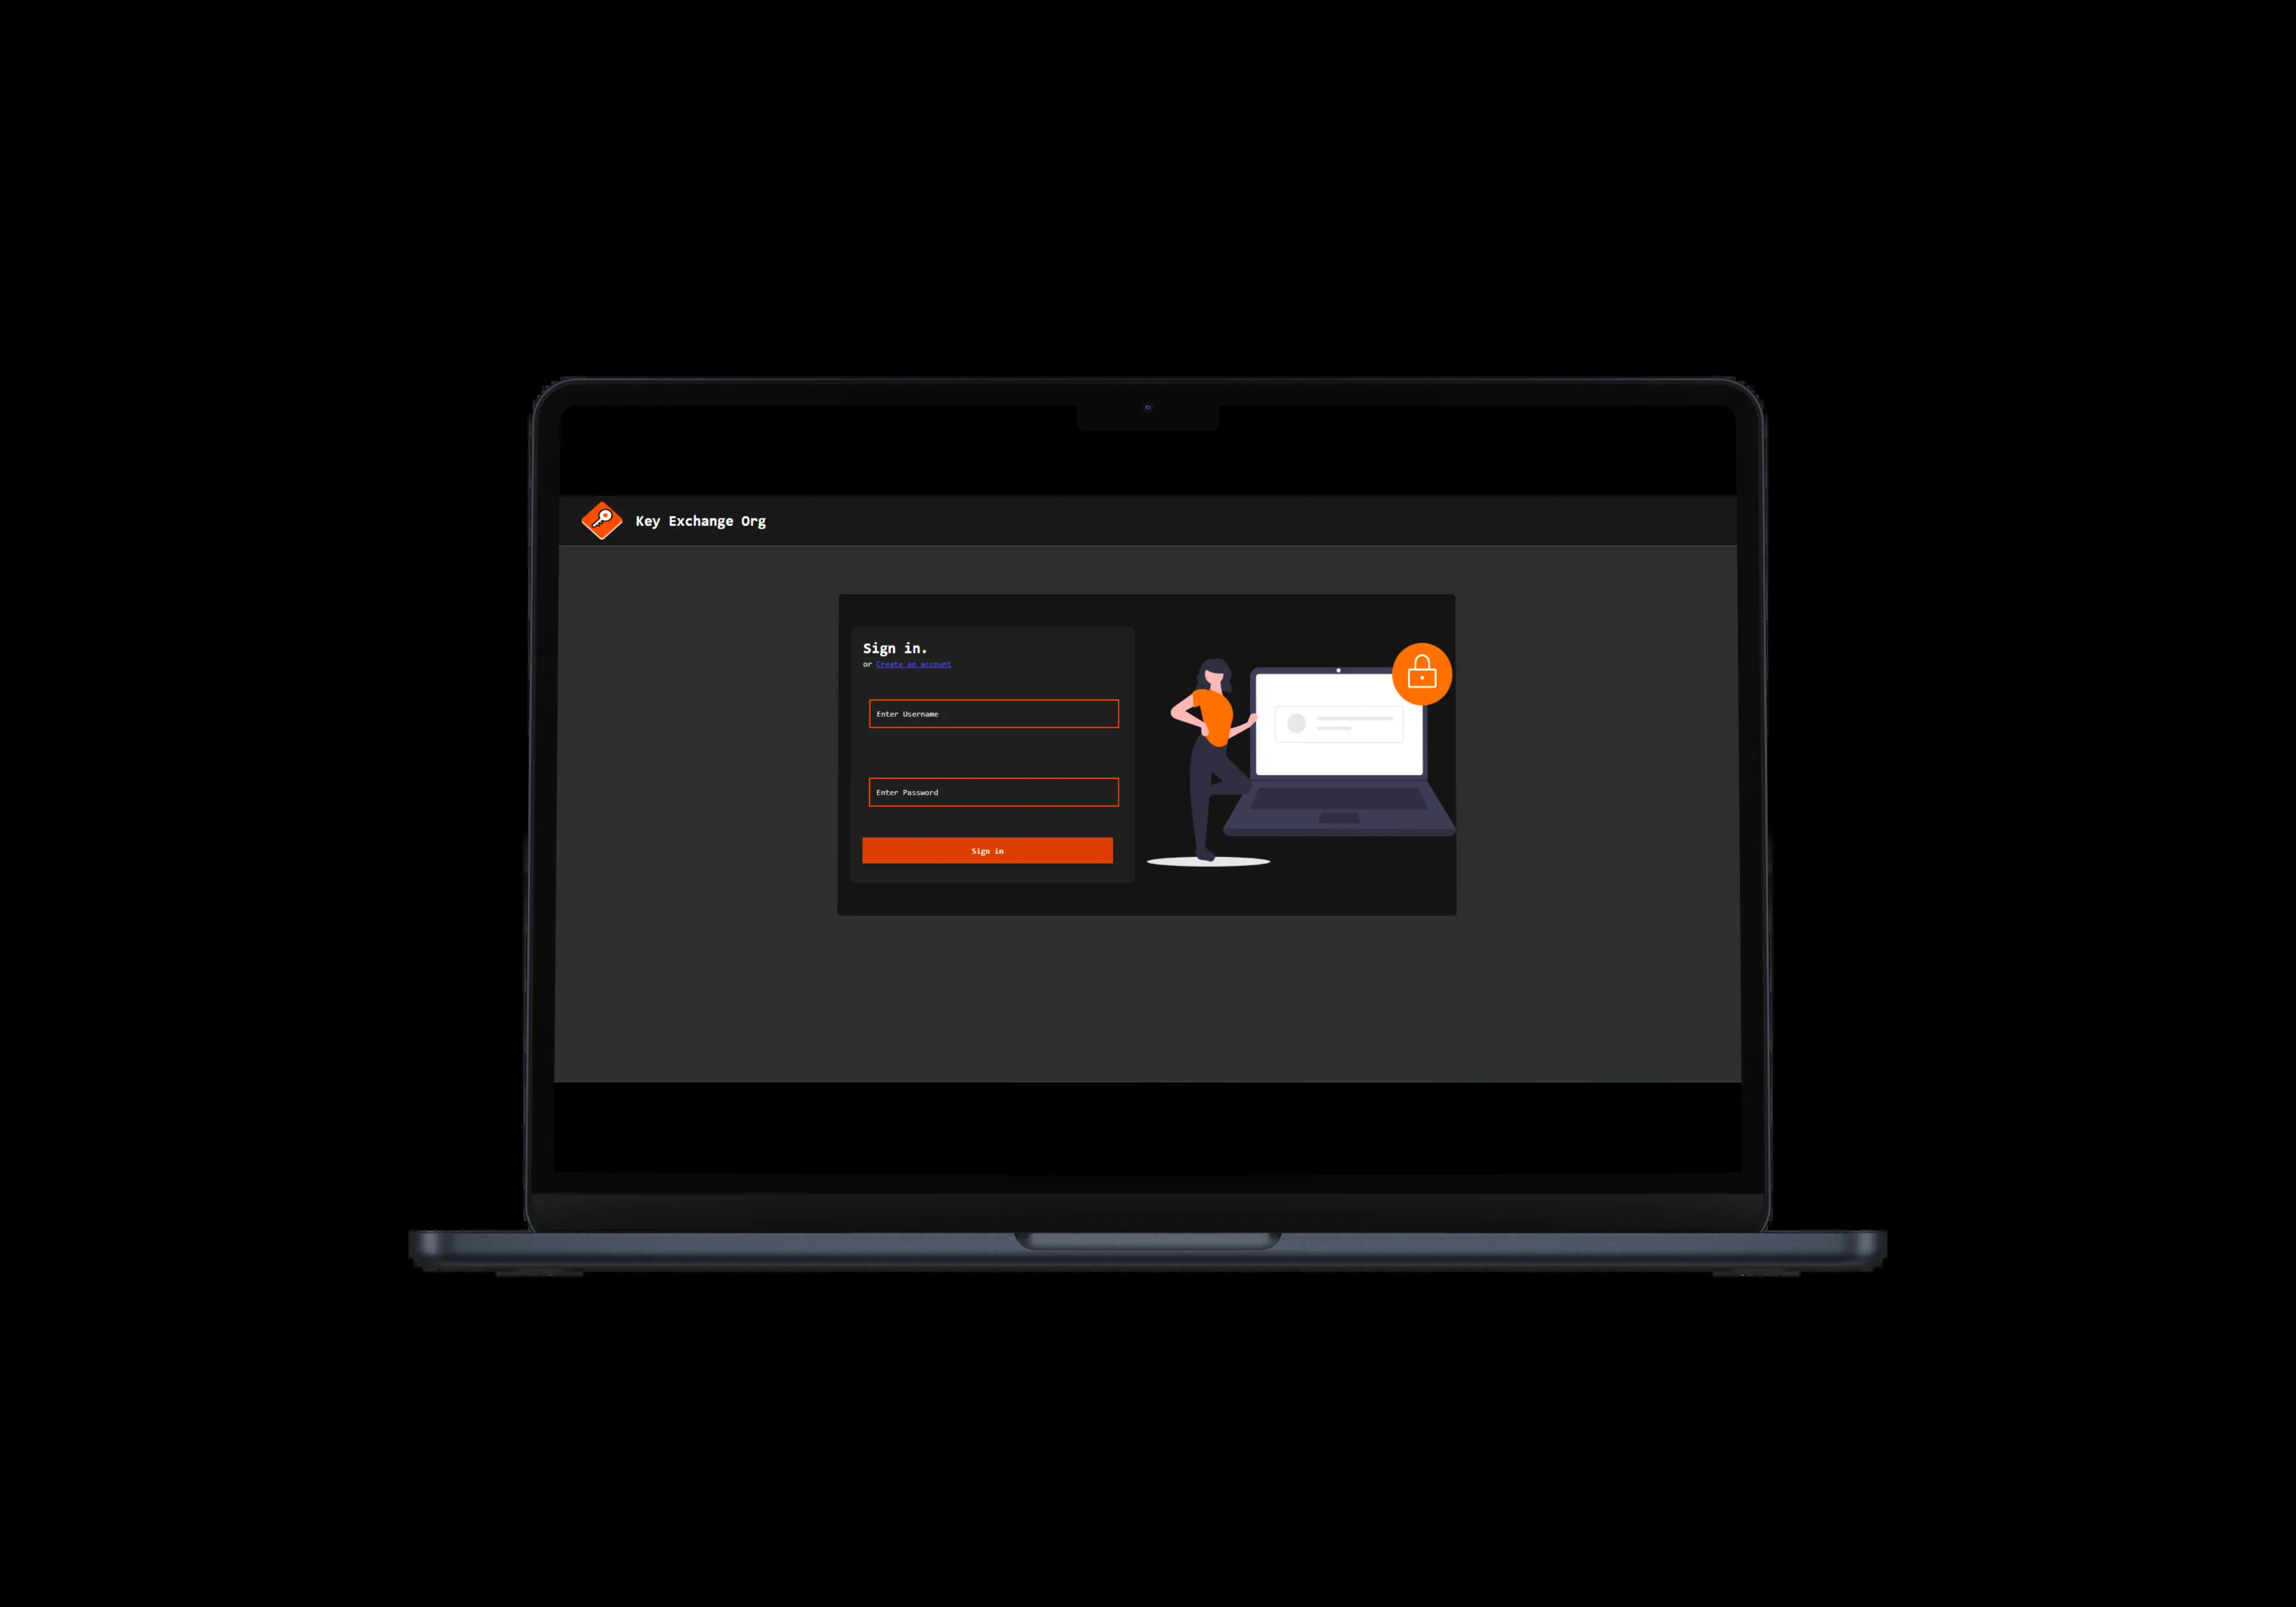 Key Exchange Org
Sign in.
or Create an account
Enter Username
Enter Password
Sign in